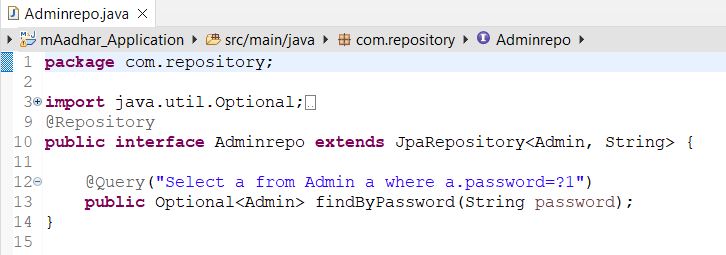 Adminrepo.java
mAadhar_Application src/main/java com.repository Adminrepo
1 package com.repository;
2
3 import java.util.Optional;
9 @Repository
10 public interface Adminrepo extends JpaRepository<Admin, String> {
11
12 @Query("Select a from Admin a where a.password=?1")
13 public Optional<Admin> findByPassword(String password);
14 }
15